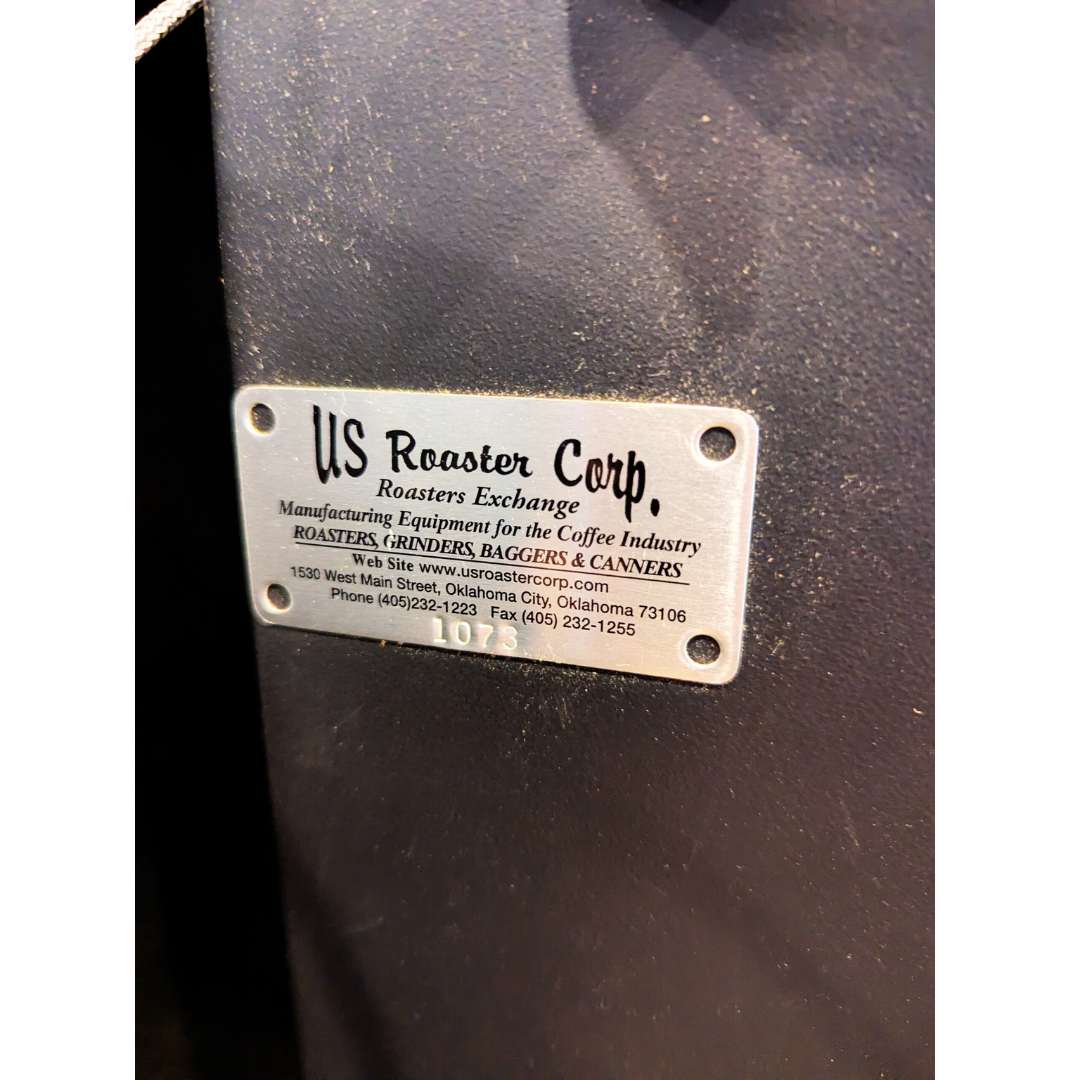 US Roaster Corp.
Roasters Exchange
Manufacturing Equipment for the Coffee Industry
ROASTERS, GRINDERS, BAGGERS & CANNERS
Web Site www.usroastercorp.com
1530 West Main Street, Oklahoma City, Oklahoma 73106
Phone (405)232-1223 Fax (405) 232-1255